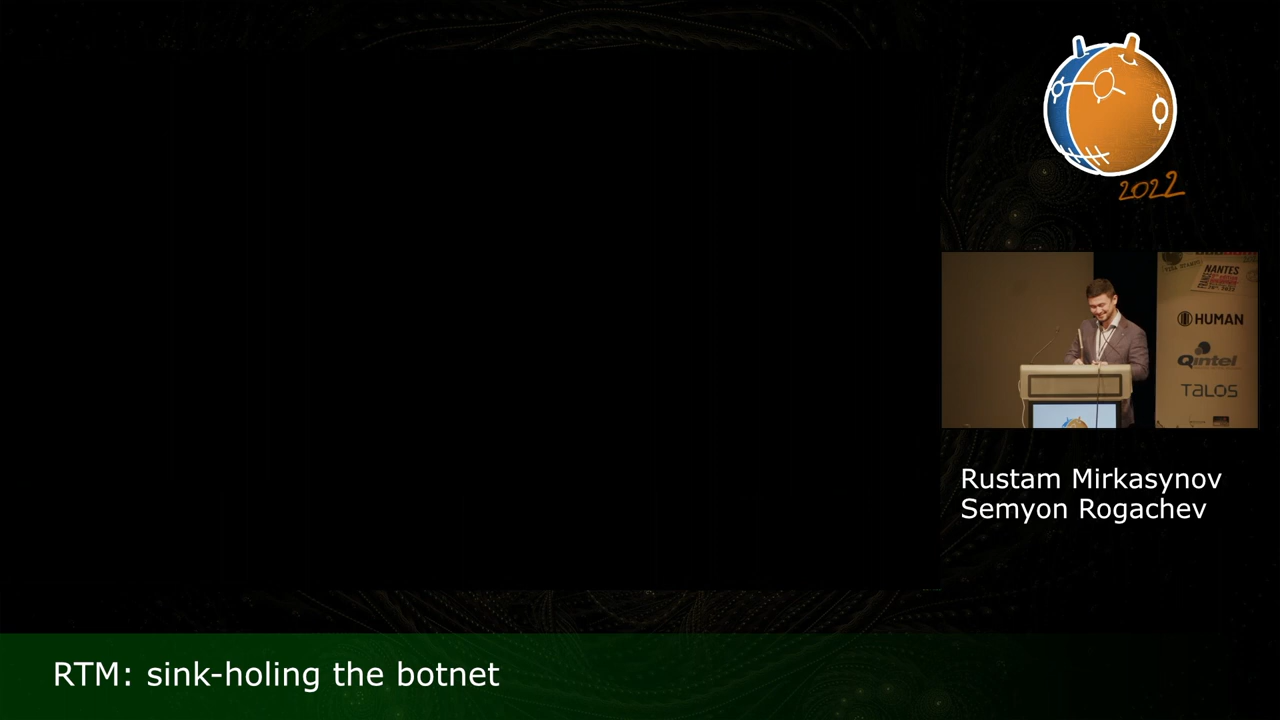 2022
NANTES
HUMAN
Qintel
TALOS
Rustam Mirkasynov
Semyon Rogachev
RTM: sink-holing the botnet